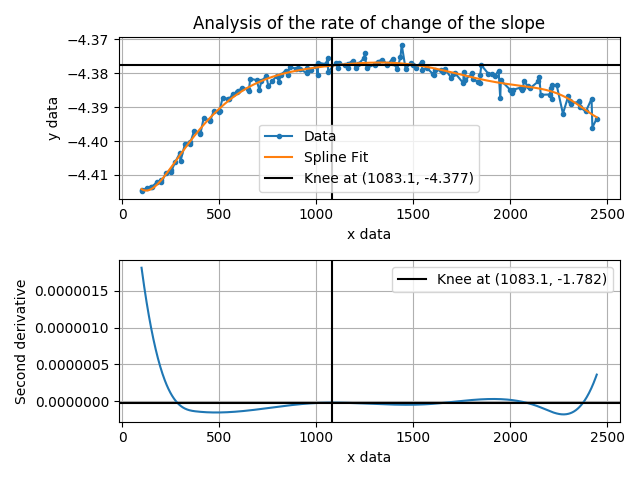 Analysis of the rate of change of the slope
−4.37
−4.38
−4.39
−4.40
−4.41
y data
Data
Spline Fit
Knee at (1083.1, -4.377)
0 500 1000 1500 2000 2500
x data
Knee at (1083.1, -1.782)
0.0000015
0.0000010
0.0000005
0.0000000
Second derivative
0 500 1000 1500 2000 2500
x data